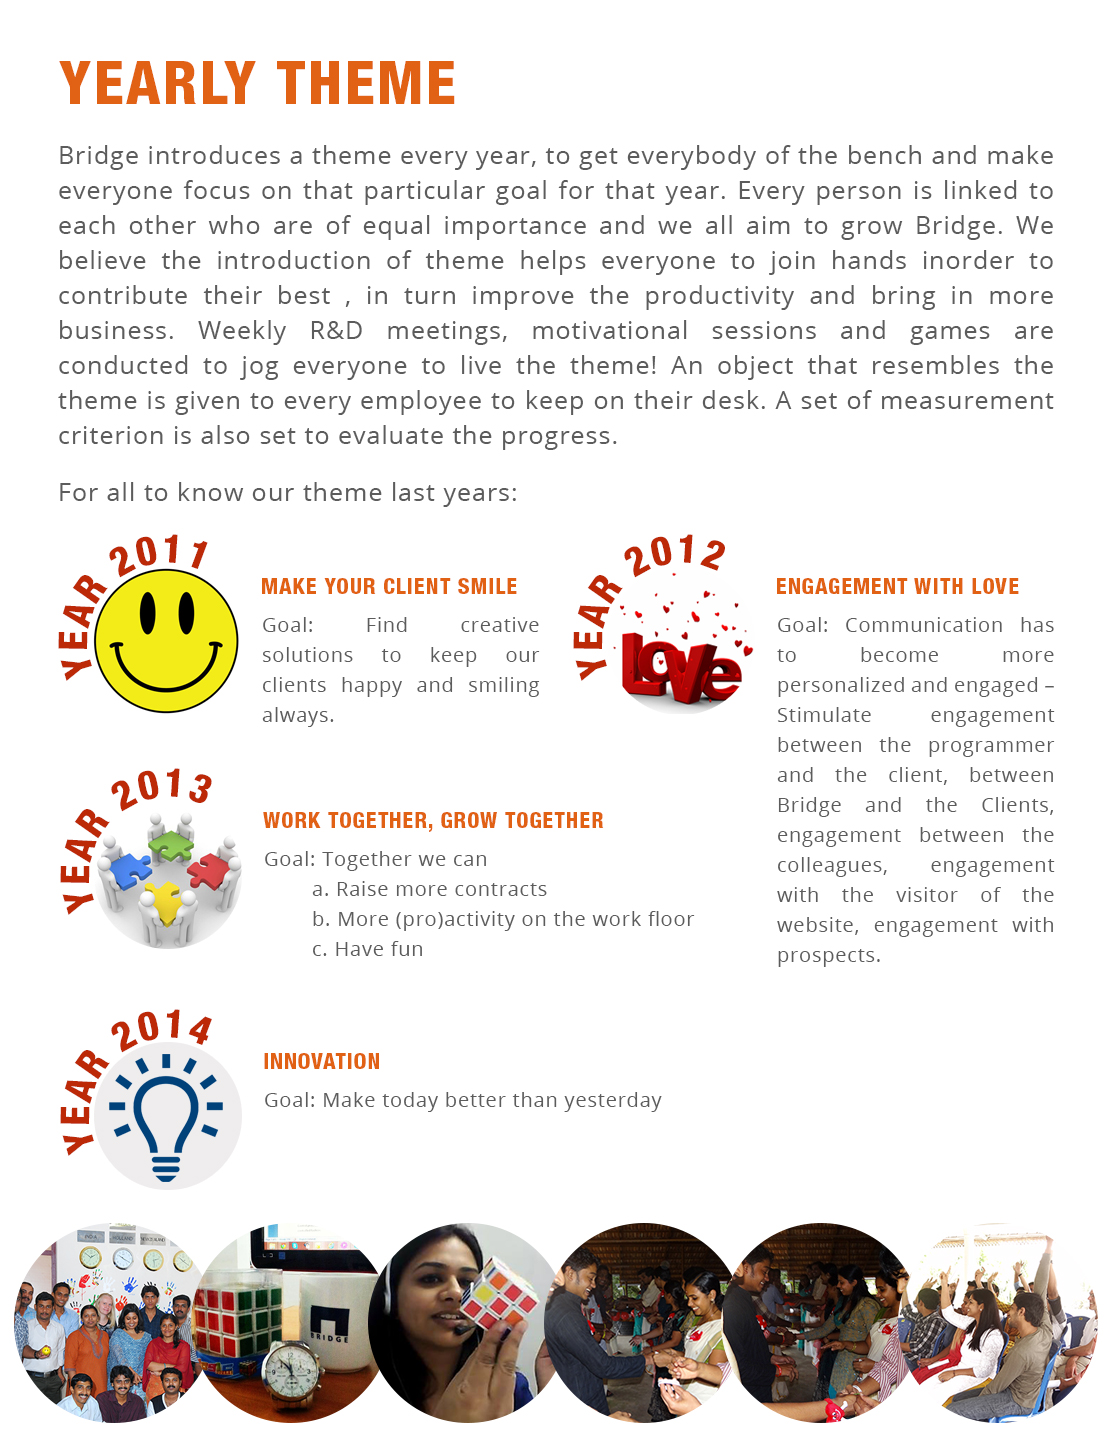 YEARLY THEME
Bridge introduces a theme every year, to get everybody of the bench and make
everyone focus on that particular goal for that year. Every person is linked to
each other who are of equal importance and we all aim to grow Bridge. We
believe the introduction of theme helps everyone to join hands inorder to
contribute their best , in turn improve the productivity and bring in more
business. Weekly R&D meetings, motivational sessions and games are
conducted to jog everyone to live the theme! An object that resembles the
theme is given to every employee to keep on their desk. A set of measurement
criterion is also set to evaluate the progress.
For all to know our theme last years:
YEAR 2011
MAKE YOUR CLIENT SMILE
Goal: Find creative
solutions to keep our
clients happy and smiling
always.
YEAR 2012
Love
ENGAGEMENT WITH LOVE
Goal: Communication has
to become more
personalized and engaged –
Stimulate engagement
between the programmer
and the client, between
Bridge and the Clients,
engagement between the
colleagues, engagement
with the visitor of the
website, engagement with
prospects.
YEAR 2013
WORK TOGETHER, GROW TOGETHER
Goal: Together we can
a. Raise more contracts
b. More (pro)activity on the work floor
c. Have fun
YEAR 2014
INNOVATION
Goal: Make today better than yesterday
INDIA
HOLLAND
BRIDGE